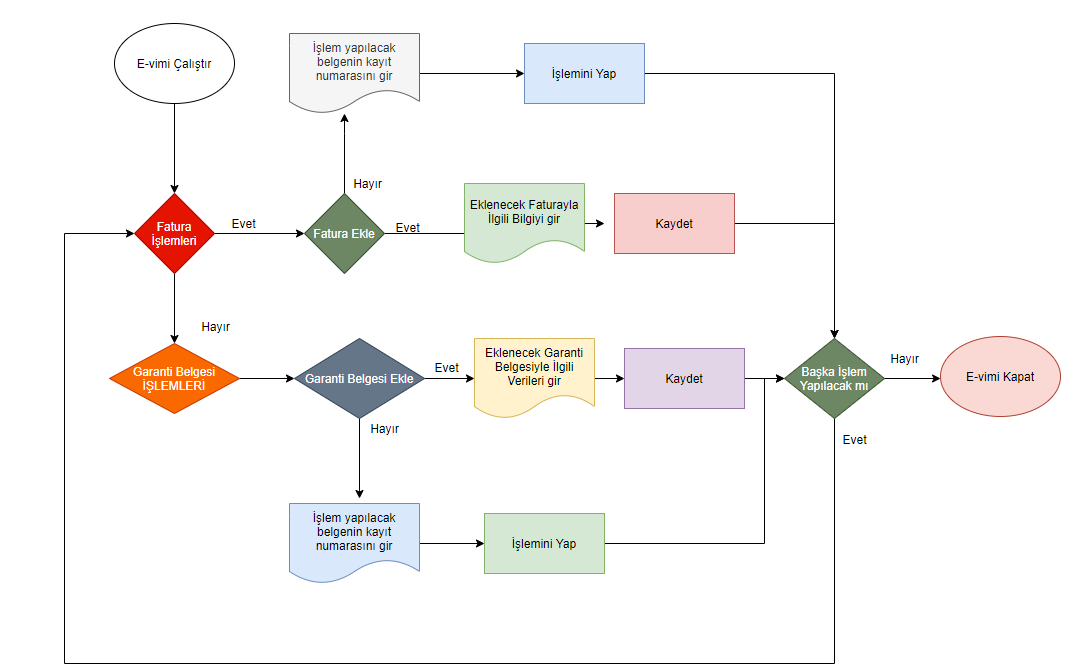 E-vimi Çalıştır
İşlem yapılacak
belgenin kayıt
numarasını gir
İşlemini Yap
Hayır
Fatura
İşlemleri
Evet
Fatura Ekle
Evet
Eklenecek Faturayla
İlgili Bilgiyi gir
Kaydet
Hayır
Garanti Belgesi
İŞLEMLERİ
Garanti Belgesi Ekle
Evet
Eklenecek Garanti
Belgesiyle İlgili
Verileri gir
Kaydet
Başka İşlem
Yapılacak mı
Hayır
E-vimi Kapat
Hayır
Evet
İşlem yapılacak
belgenin kayıt
numarasını gir
İşlemini Yap